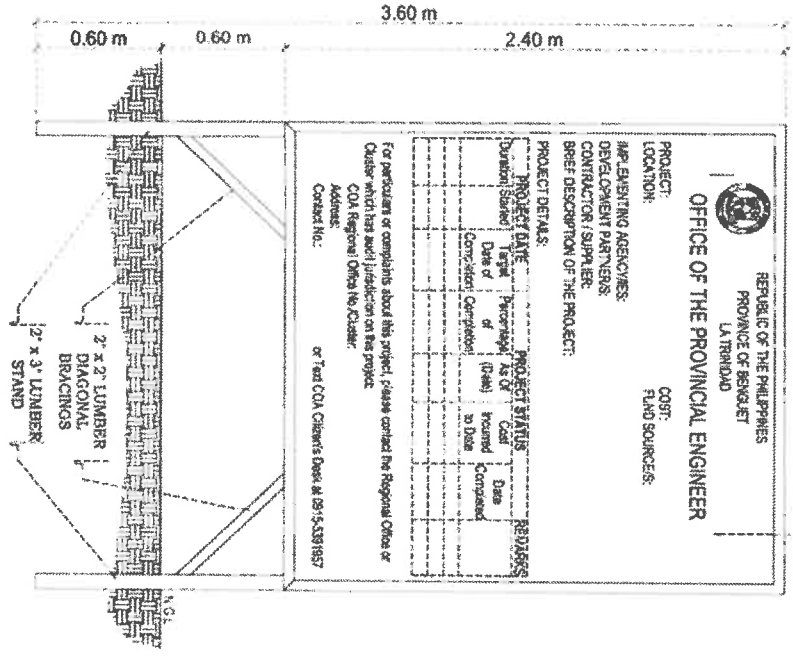 REPUBLIC OF THE PHILIPPINES
PROVINCE OF BENGUET
LA TRINIDAD
OFFICE OF THE PROVINCIAL ENGINEER
PROJECT: COST:
LOCATION: FUND SOURCE/S:
IMPLEMENTING AGENCY/IES:
DEVELOPMENT PARTNER/S:
CONTRACTOR / SUPPLIER:
BRIEF DESCRIPTION OF THE PROJECT:
PROJECT DETAILS:
PROJECT DATE PROJECT STATUS REMARKS
Duration Started Target Date of Completion Percentage of Completion As Of (Date) Cost Incurred to Date Date Completed
For particulars or complaints about this project, please contact the Regional Office or
Cluster which has audit jurisdiction on this project:
COA Regional Office No./Cluster:
Address:
Contact No.: or Text COA Citizen's Desk at 0915-5391957
3.60 m
0.60 m 0.60 m 2.40 m
N.G.L.
2" x 2" LUMBER
DIAGONAL
BRACINGS
2" x 3" LUMBER
STAND